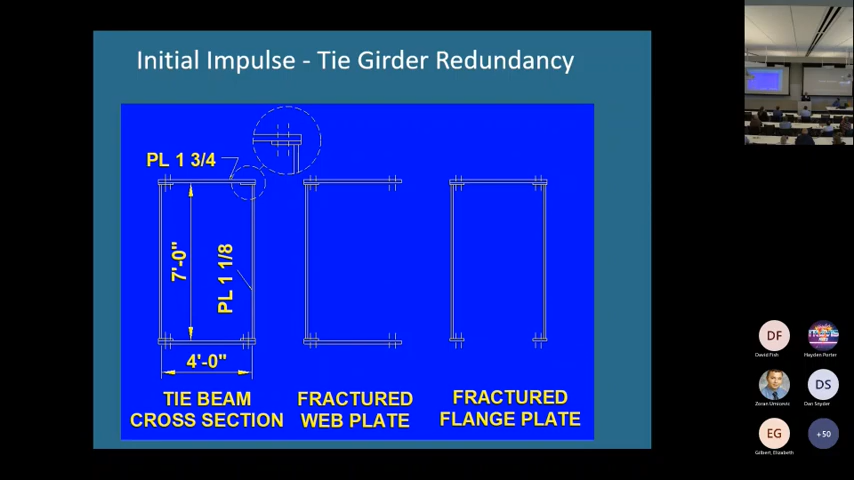 Initial Impulse - Tie Girder Redundancy
PL 1 3/4
7'-0"
PL 1 1/8
4'-0"
TIE BEAM
CROSS SECTION
FRACTURED
WEB PLATE
FRACTURED
FLANGE PLATE
DF
David Fish
Hayden Porter
DS
Dan Snyder
EG
Gilbert, Elizabeth
+50